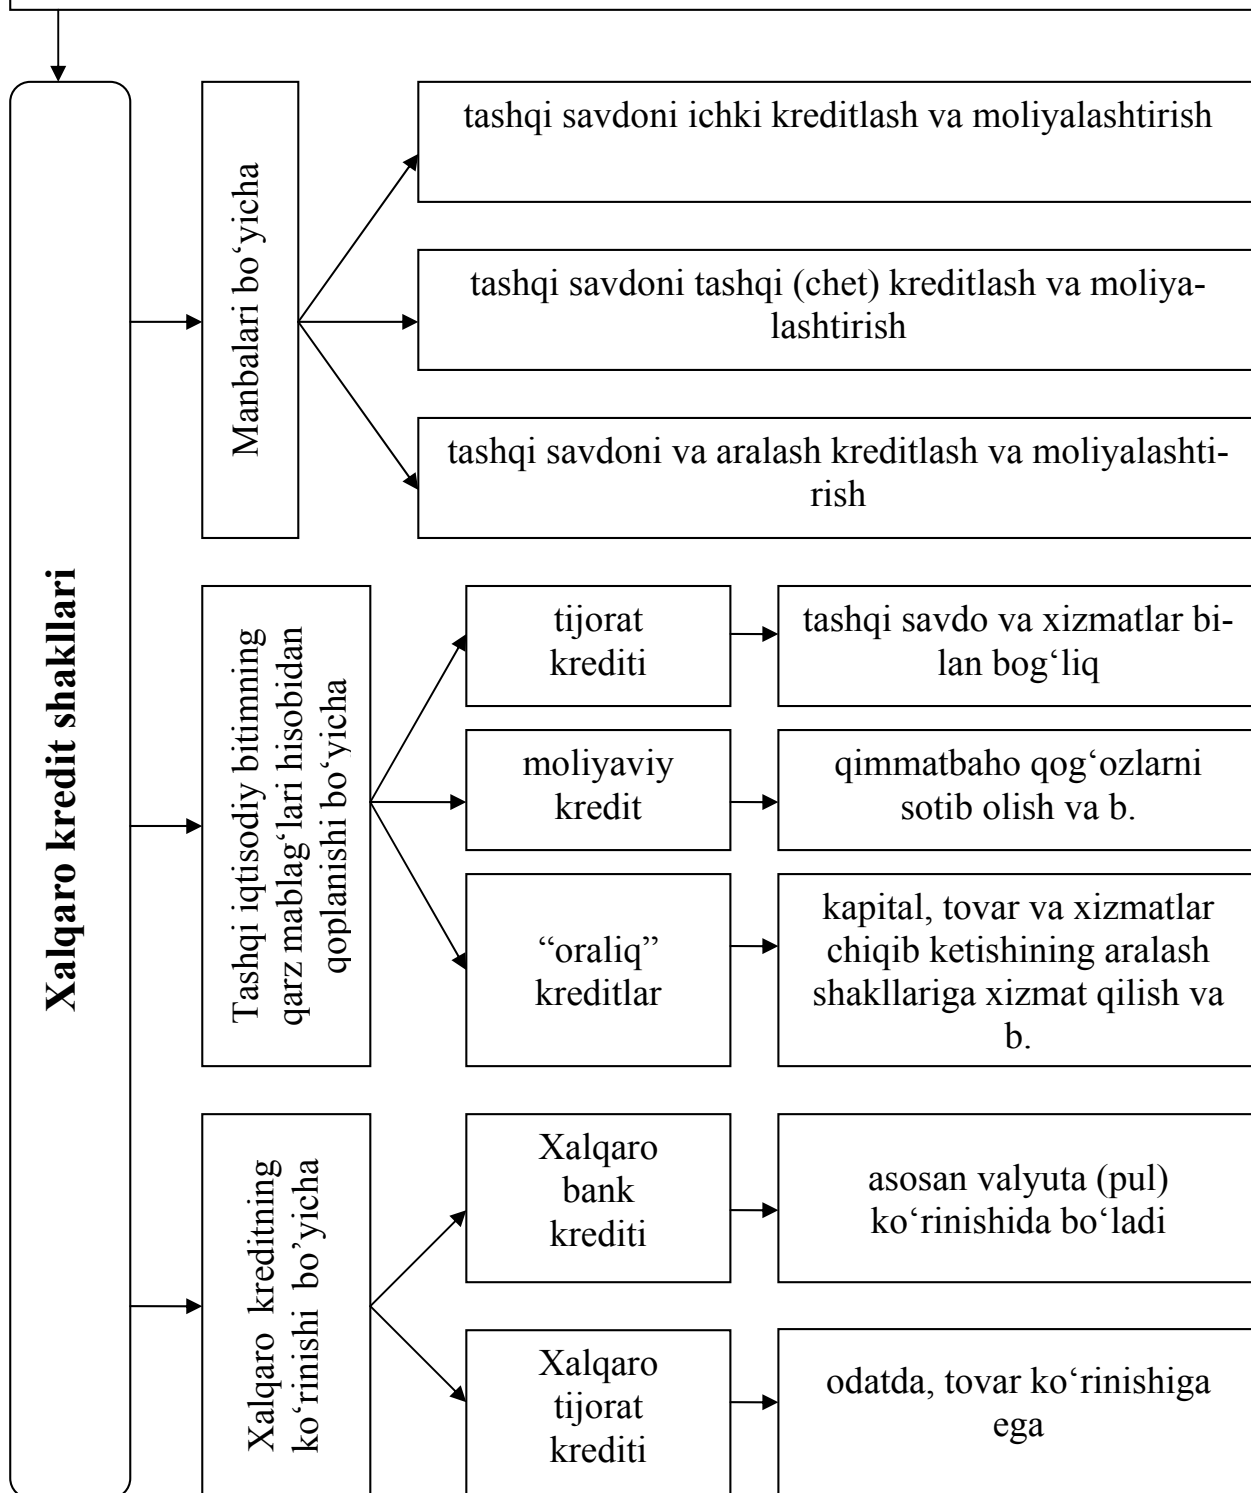 Xalqaro kredit shakllari
Manbalari bo‘yicha
tashqi savdoni ichki kreditlash va moliyalashtirish
tashqi savdoni tashqi (chet) kreditlash va moliya-
lashtirish
tashqi savdoni va aralash kreditlash va moliyalashti-
rish
Tashqi iqtisodiy bitimning
qarz mablag‘lari hisobidan
qoplanishi bo‘yicha
tijorat
krediti
tashqi savdo va xizmatlar bi-
lan bog‘liq
moliyaviy
kredit
qimmatbaho qog‘ozlarni
sotib olish va b.
“oraliq”
kreditlar
kapital, tovar va xizmatlar
chiqib ketishining aralash
shakllariga xizmat qilish va
b.
Xalqaro kreditning
ko‘rinishi bo’yicha
Xalqaro
bank
krediti
asosan valyuta (pul)
ko‘rinishida bo‘ladi
Xalqaro
tijorat
krediti
odatda, tovar ko‘rinishiga
ega